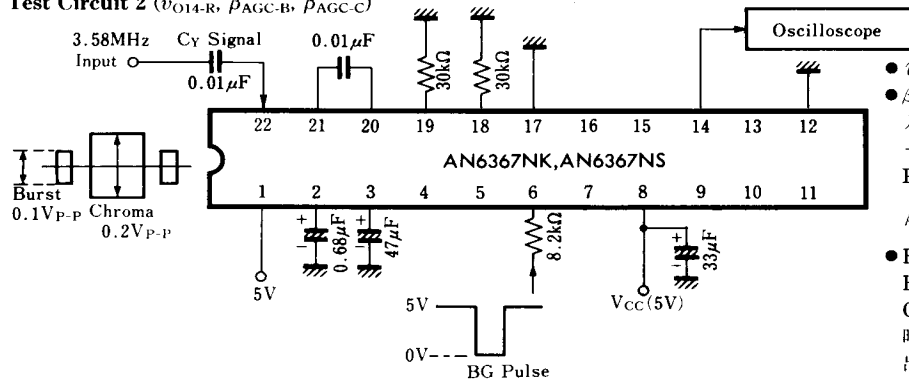 Test Circuit 2 (vO14-R, ρAGC-B, ρAGC-C)
3.58MHz
Input
CY Signal
0.01μF
0.01μF
30kΩ
30kΩ
Oscilloscope
22 21 20 19 18 17 16 15 14 13 12
AN6367NK,AN6367NS
1 2 3 4 5 6 7 8 9 10 11
Burst
0.1VP-P
Chroma
0.2VP-P
5V
+
−
0.68μF
+
−
47μF
8.2kΩ
+
−
33μF
VCC(5V)
5V
0V
BG Pulse